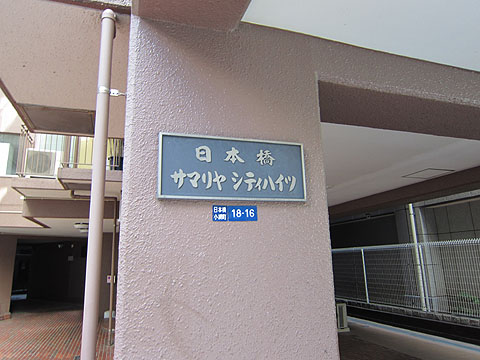 日本橋
サマリヤ シティハイツ
日本橋
小網町
18-16